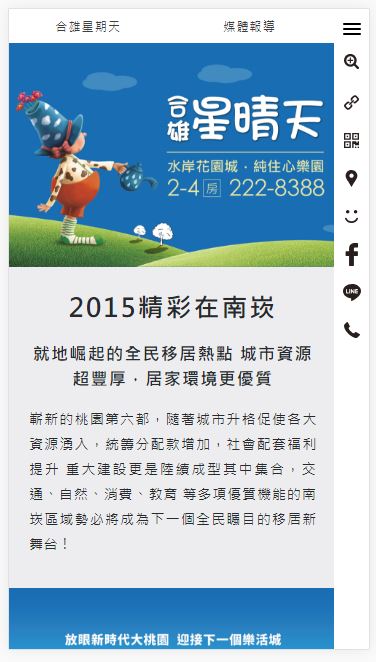 合雄星期天 媒體報導
合雄 星晴天
水岸花園城．純住心樂園
2-4房 222-8388
2015精彩在南崁
就地崛起的全民移居熱點 城市資源
超豐厚．居家環境更優質
嶄新的桃園第六都，隨著城市升格促使各大
資源湧入，統籌分配款增加，社會配套福利
提升 重大建設更是陸續成型其中集合，交
通、自然、消費、教育 等多項優質機能的南
崁區域勢必將成為下一個全民矚目的移居新
舞台！
放眼新時代大桃園 迎接下一個樂活城
LINE